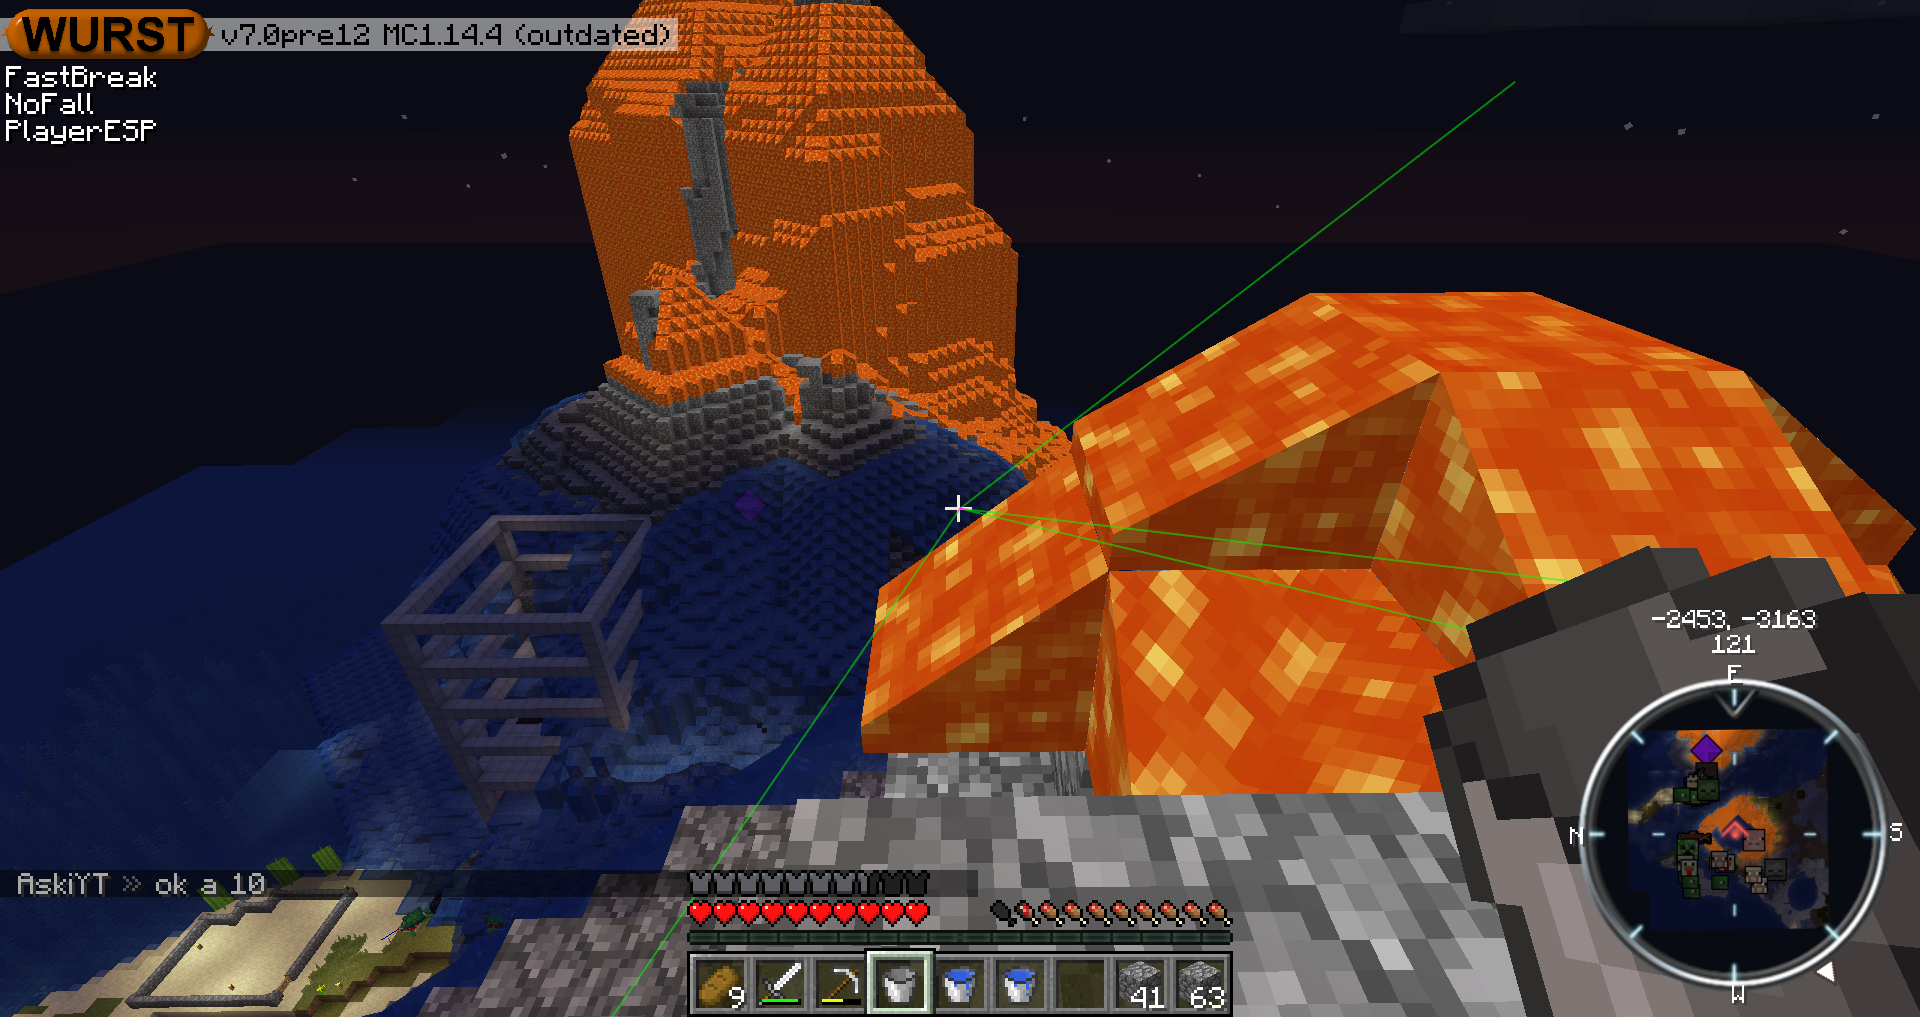 WURST v7.0pre12 MC1.14.4 (outdated)
FastBreak
NoFall
PlayerESP
-2453, -3163
121
E
N
S
W
AskiYT » ok a 10
9
41
63